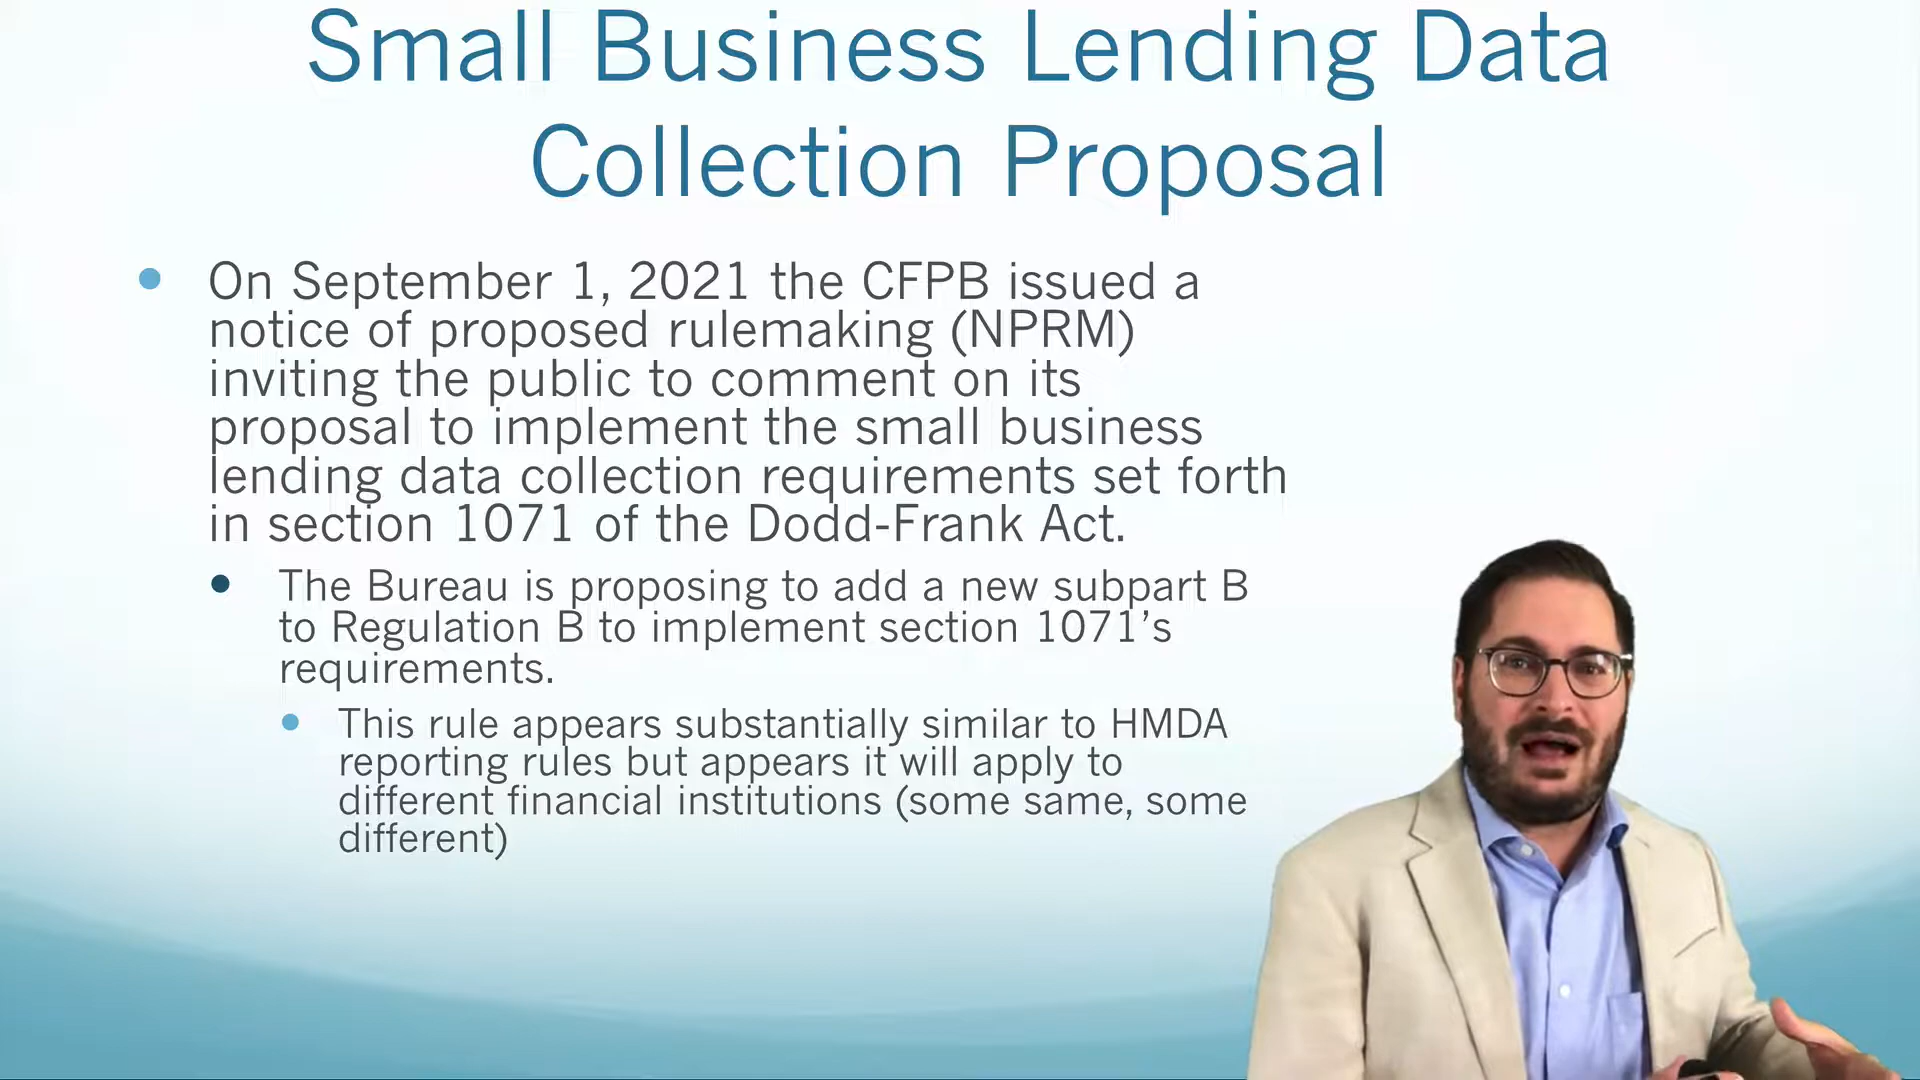 Small Business Lending Data
Collection Proposal
On September 1, 2021 the CFPB issued a
notice of proposed rulemaking (NPRM)
inviting the public to comment on its
proposal to implement the small business
lending data collection requirements set forth
in section 1071 of the Dodd-Frank Act.
The Bureau is proposing to add a new subpart B
to Regulation B to implement section 1071’s
requirements.
This rule appears substantially similar to HMDA
reporting rules but appears it will apply to
different financial institutions (some same, some
different)